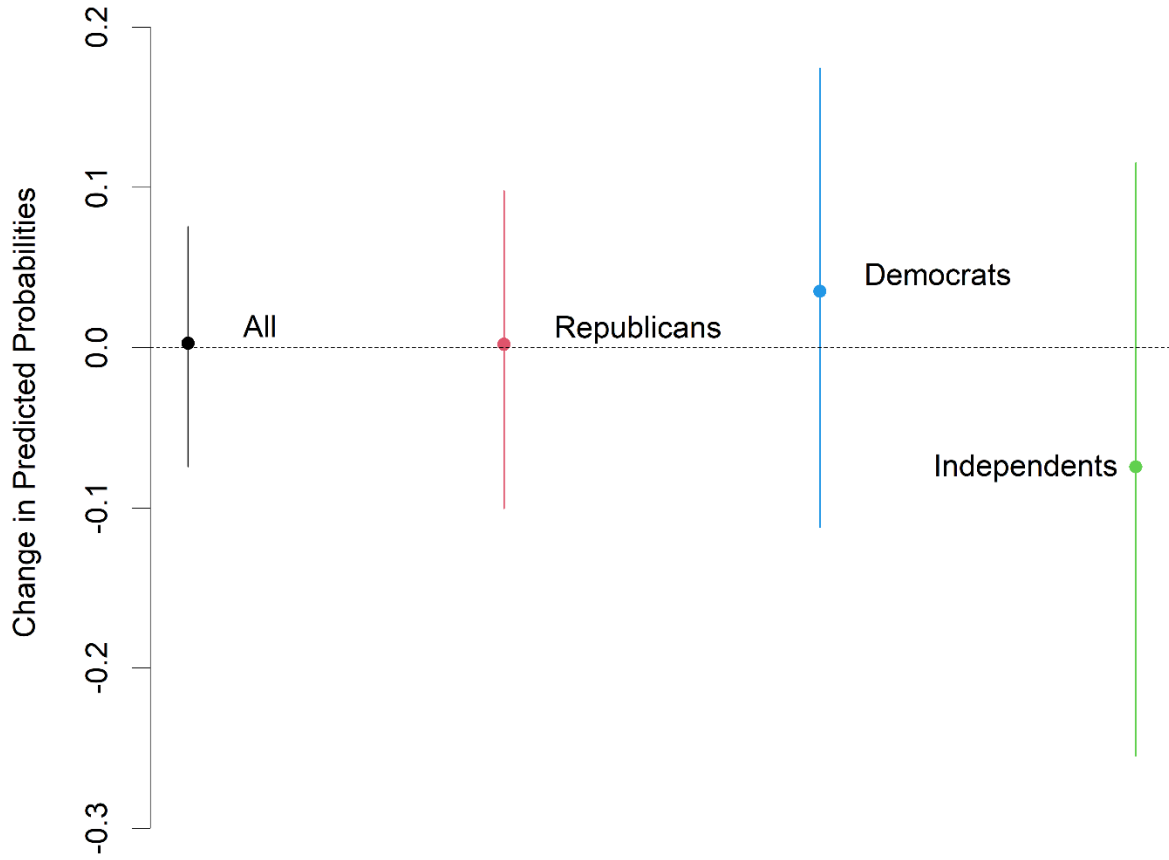 0.2
0.1
0.0
-0.1
-0.2
-0.3
Change in Predicted Probabilities
All
Republicans
Democrats
Independents